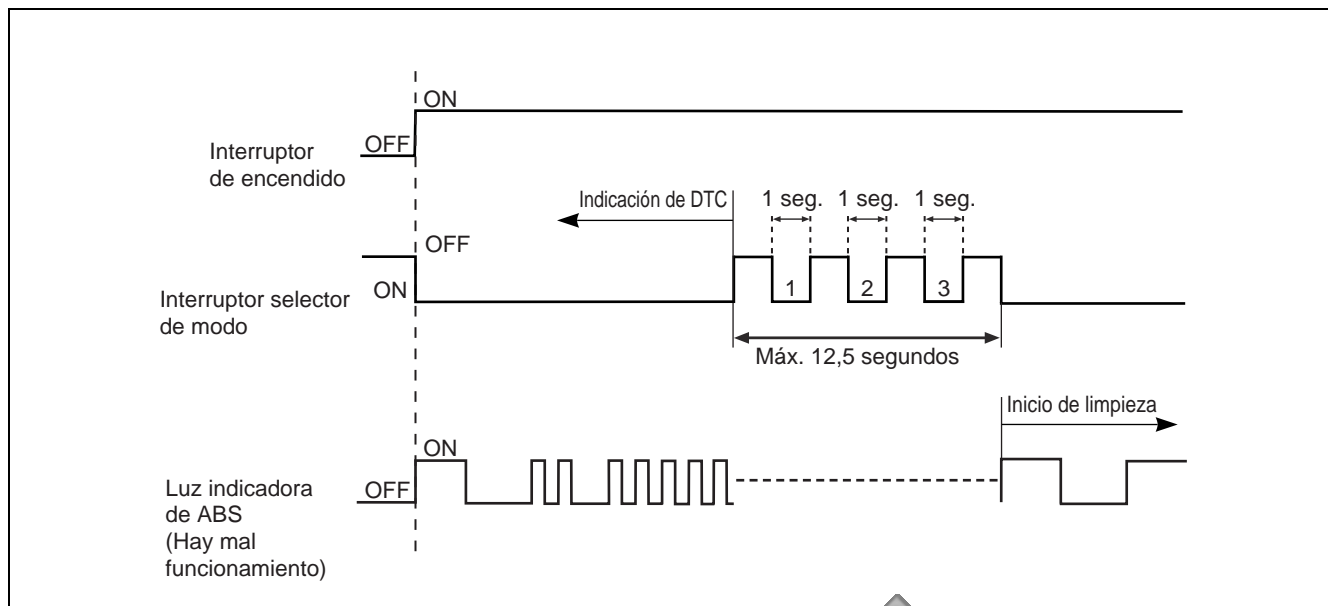 ON
OFF
Interruptor
de encendido
Indicación de DTC
1 seg.
1 seg.
1 seg.
OFF
ON
1
2
3
Interruptor selector
de modo
Máx. 12,5 segundos
Inicio de limpieza
ON
OFF
Luz indicadora
de ABS
(Hay mal
funcionamiento)